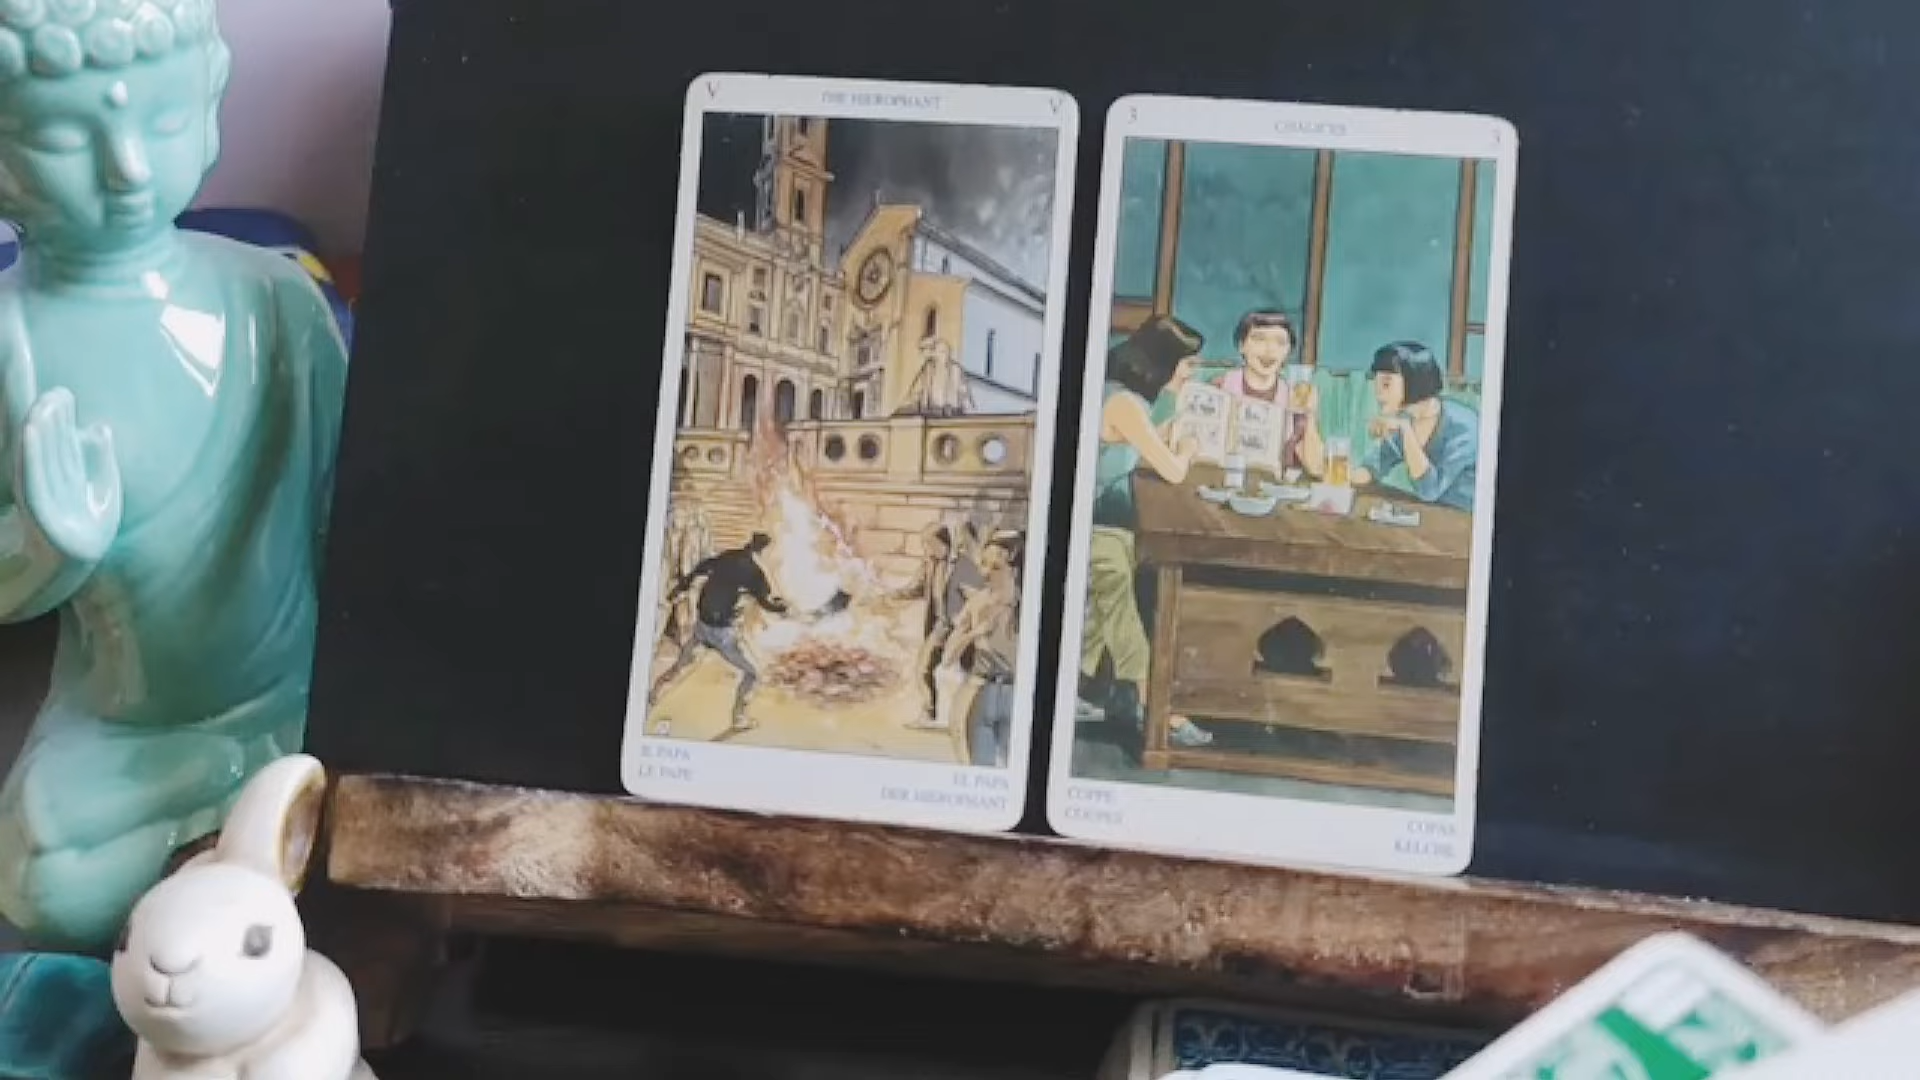 V THE HIEROPHANT V
IL PAPA
LE PAPE
EL PAPA
DER HIEROPHANT
3 CHALICES 3
COPPE
COUPES
COPAS
KELCHE